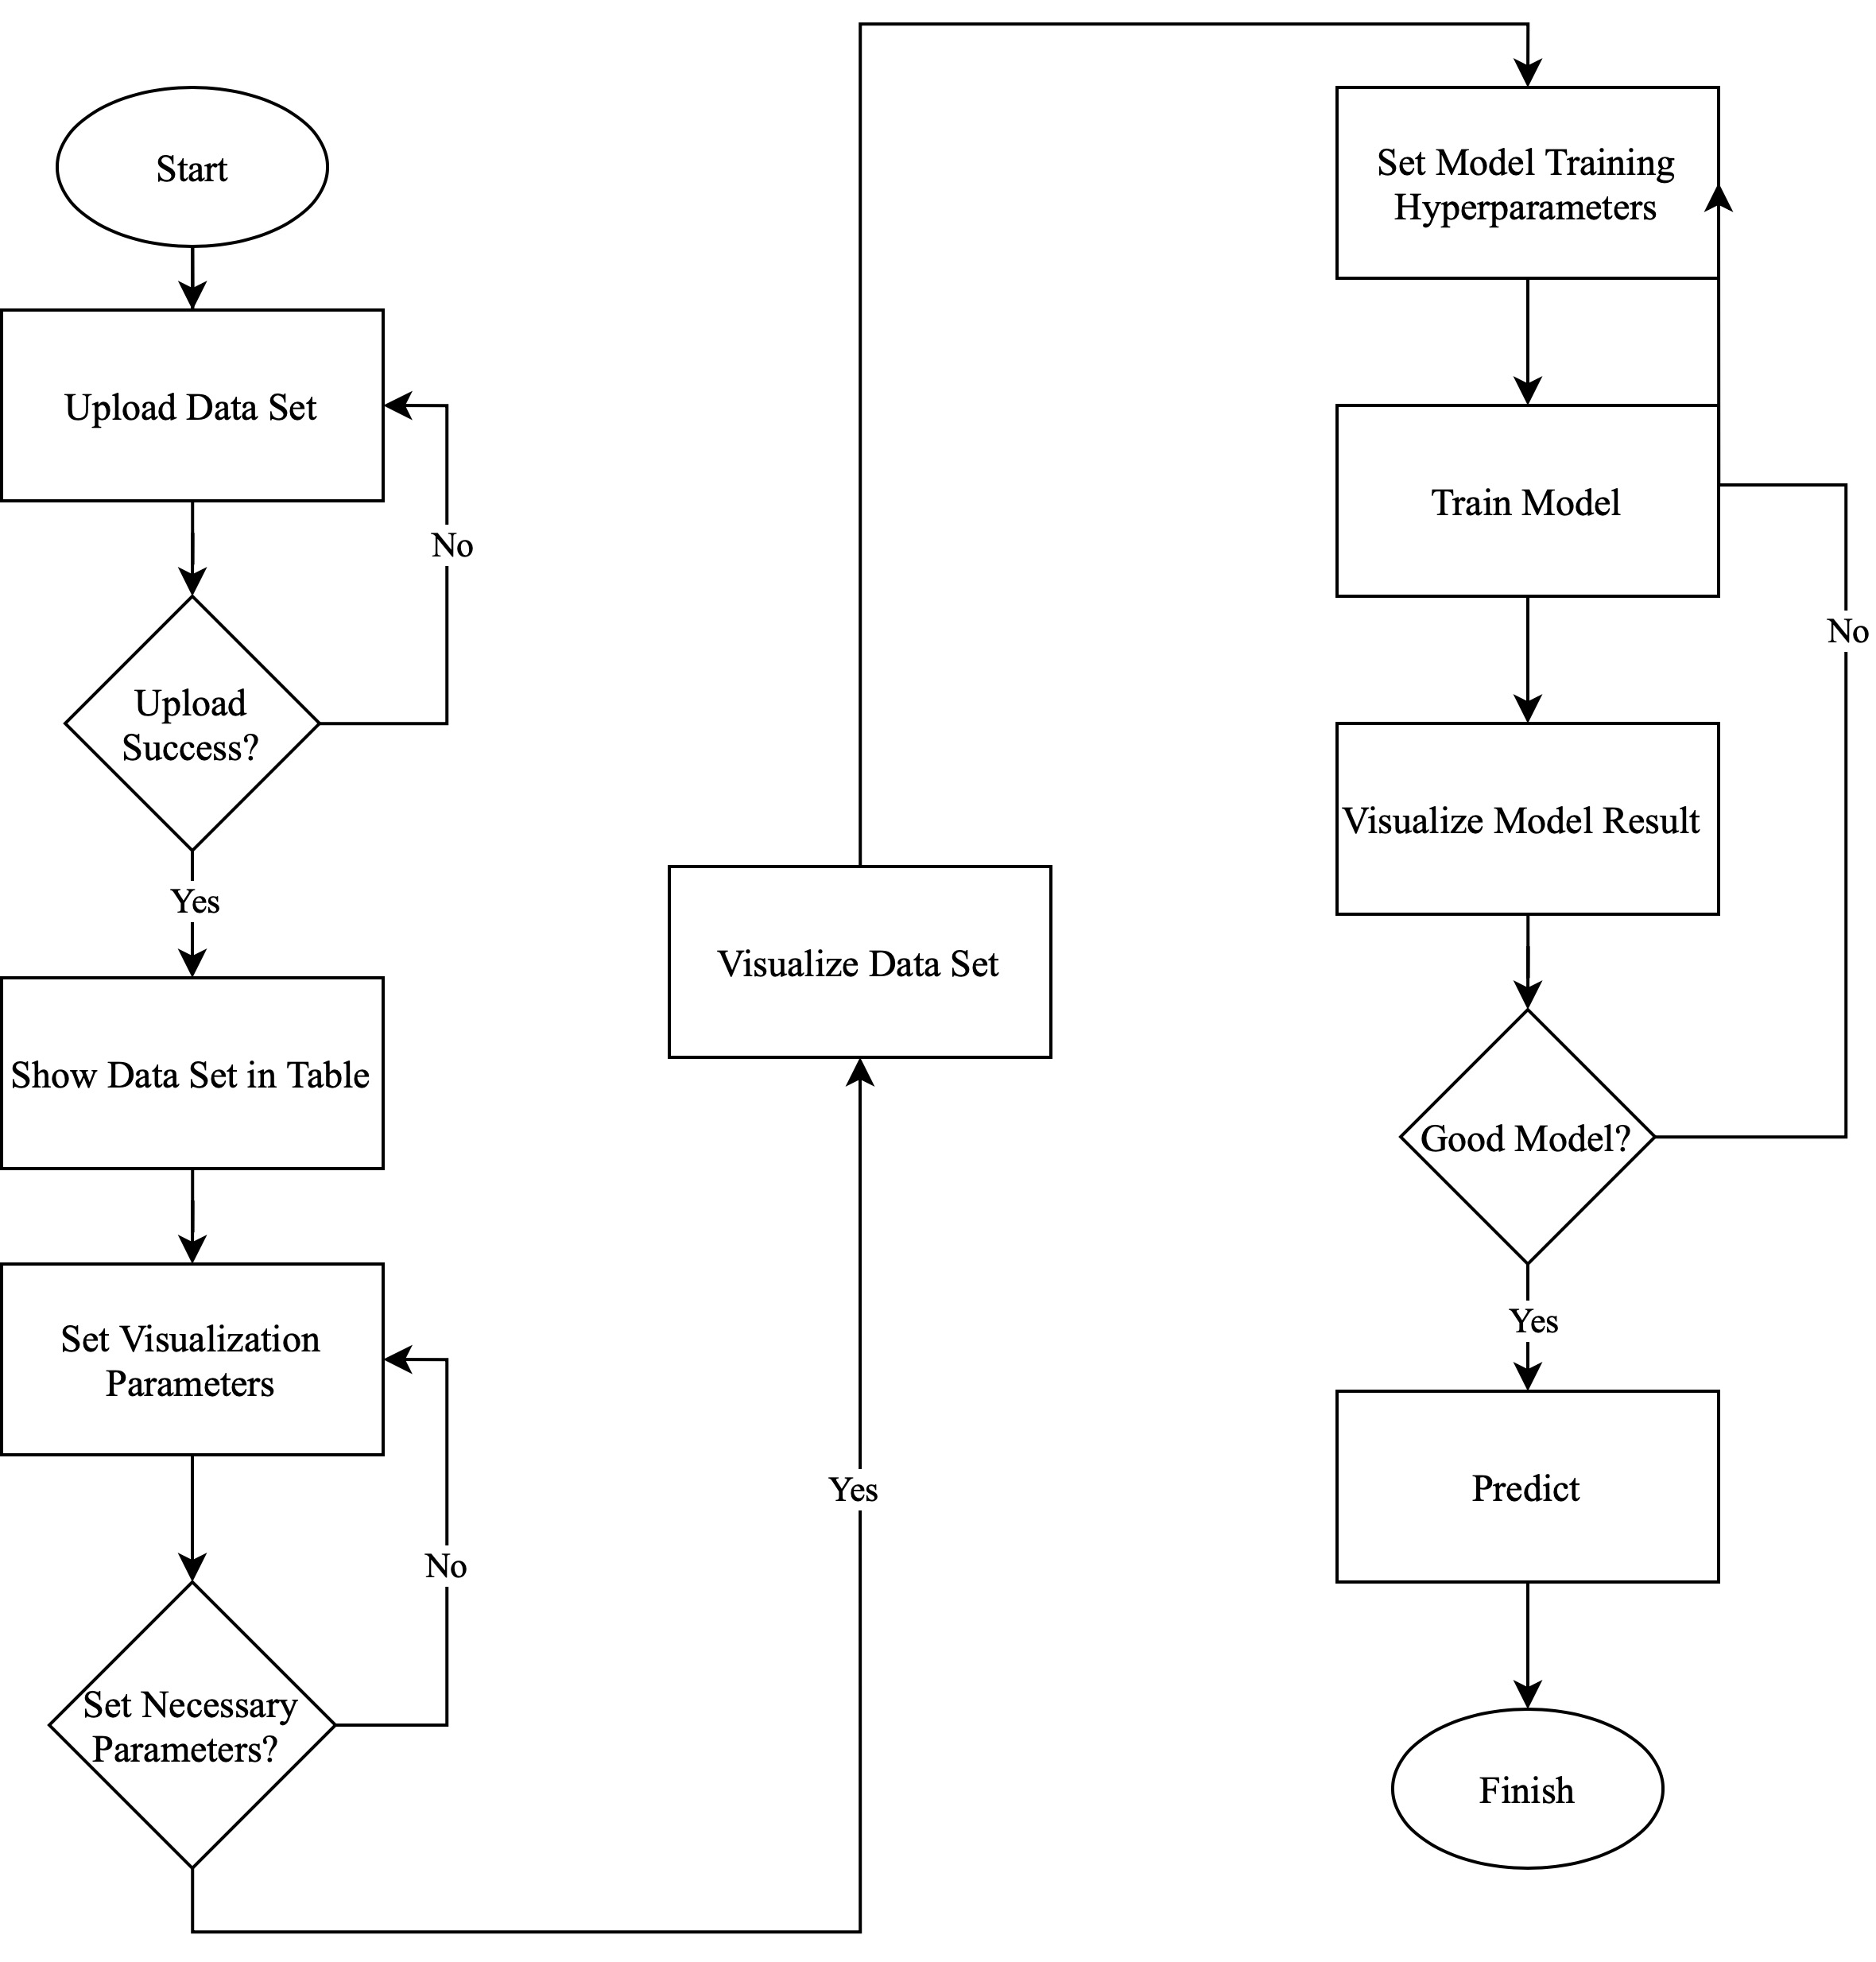 Start
Upload Data Set
No
Upload
Success?
Yes
Show Data Set in Table
Set Visualization
Parameters
No
Set Necessary
Parameters?
Yes
Visualize Data Set
Set Model Training
Hyperparameters
Train Model
No
Visualize Model Result
Good Model?
Yes
Predict
Finish